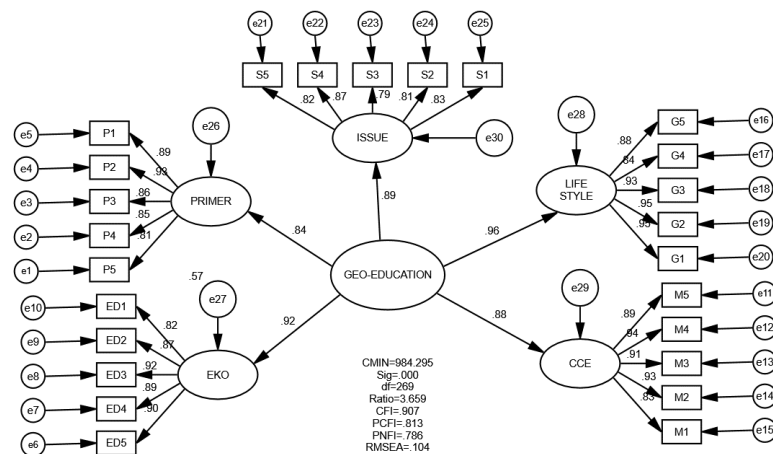 e21 e22 e23 e24 e25
S5 S4 S3 S2 S1
.82 .87 .79 .81 .83
ISSUE
e30
.89
e5 P1
e4 P2
e3 P3
e2 P4
e1 P5
.89
.93
.86
.85
.81
e26
PRIMER
.84
e28
LIFE
STYLE
.96
.88
.84
.93
.95
.95
G5 e16
G4 e17
G3 e18
G2 e19
G1 e20
GEO-EDUCATION
.57
e27
EKO
.92
e10 ED1
e9 ED2
e8 ED3
e7 ED4
e6 ED5
.82
.87
.92
.89
.90
e29
CCE
.88
.89
.94
.91
.93
.83
M5 e11
M4 e12
M3 e13
M2 e14
M1 e15
CMIN=984.295
Sig=.000
df=269
Ratio=3.659
CFI=.907
PCFI=.813
PNFI=.786
RMSEA=.104